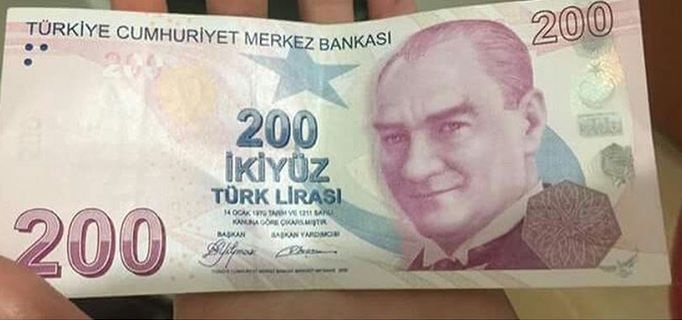 TÜRKİYE CUMHURİYET MERKEZ BANKASI
200
200
200
İKİYÜZ
TÜRK LİRASI
14 OCAK 1970 TARİH VE 1211 SAYILI
KANUNA GÖRE ÇIKARILMIŞTIR.
BAŞKAN BAŞKAN YARDIMCISI
200